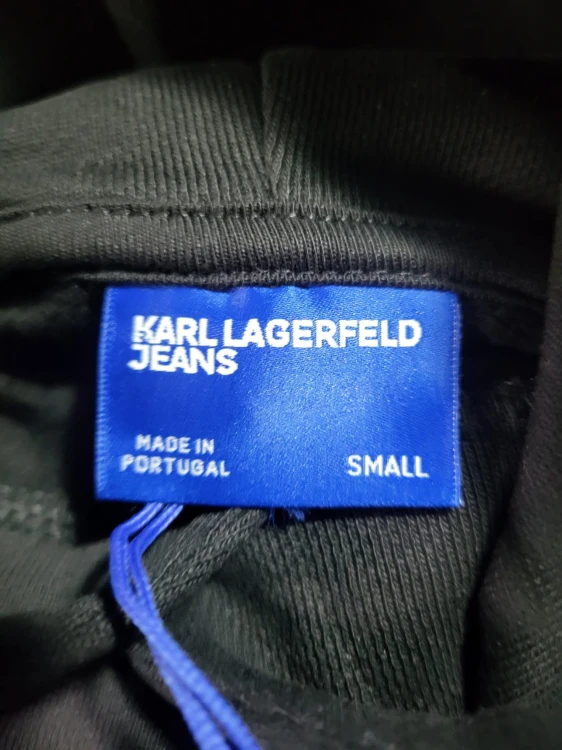 KARL LAGERFELD
JEANS
MADE IN
PORTUGAL
SMALL